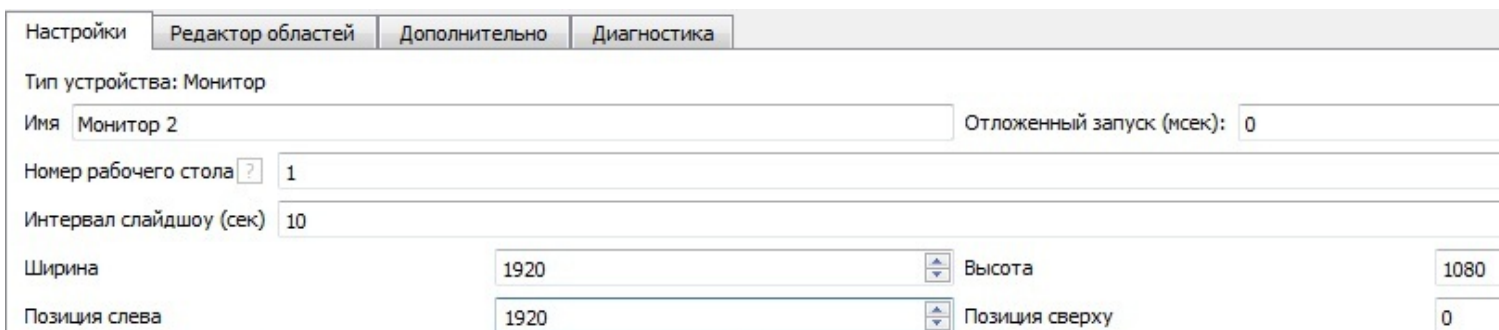 Настройки Редактор областей Дополнительно Диагностика
Тип устройства: Монитор
Имя Монитор 2 Отложенный запуск (мсек): 0
Номер рабочего стола ? 1
Интервал слайдшоу (сек) 10
Ширина 1920 Высота 1080
Позиция слева 1920 Позиция сверху 0